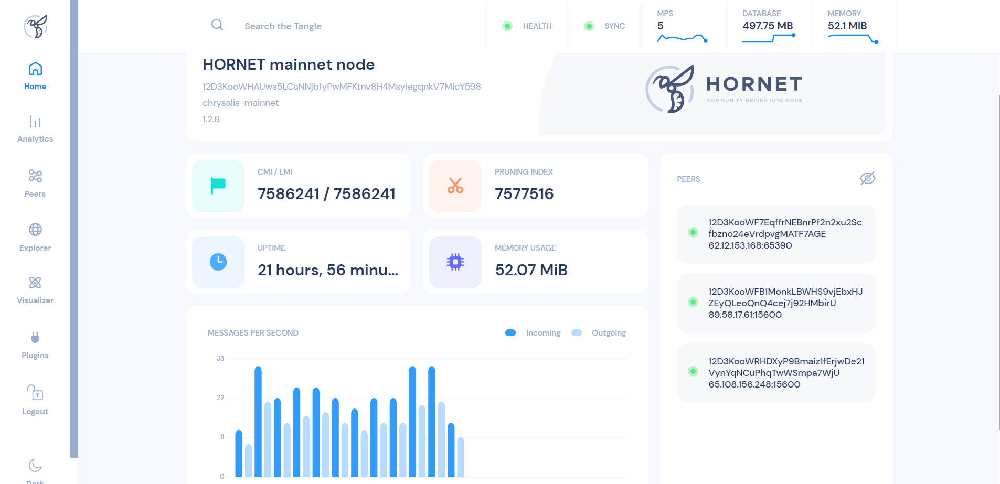 Search the Tangle
HEALTH
SYNC
MPS
5
DATABASE
497.75 MB
MEMORY
52.1 MIB
Home
Analytics
Peers
Explorer
Visualizer
Plugins
Logout
Dark
HORNET mainnet node
12D3KooWHAUws5LCaNNjbfyPwMFKtnv8H4MsyiegqnkV7MicY598
chrysalis-mainnet
1.2.8
HORNET
COMMUNITY DRIVEN IOTA NODE
CMI / LMI
7586241 / 7586241
PRUNING INDEX
7577516
UPTIME
21 hours, 56 minu...
MEMORY USAGE
52.07 MiB
PEERS
12D3KooWF7EqffrNEBnrPf2n2xu2Sc
fbzno24eVrdpvgMATF7AGE
62.12.153.168:65390
12D3KooWFB1MonkLBWHS9vjEbxHJ
ZEyQLeoQnQ4cej7j92HMbirU
89.58.17.61:15600
12D3KooWRHDXyP9Bmaiz1fErjwDe21
VynYqNCuPhqTwWSmpa7WjU
65.108.156.248:15600
MESSAGES PER SECOND
Incoming
Outgoing
33
22
11
0